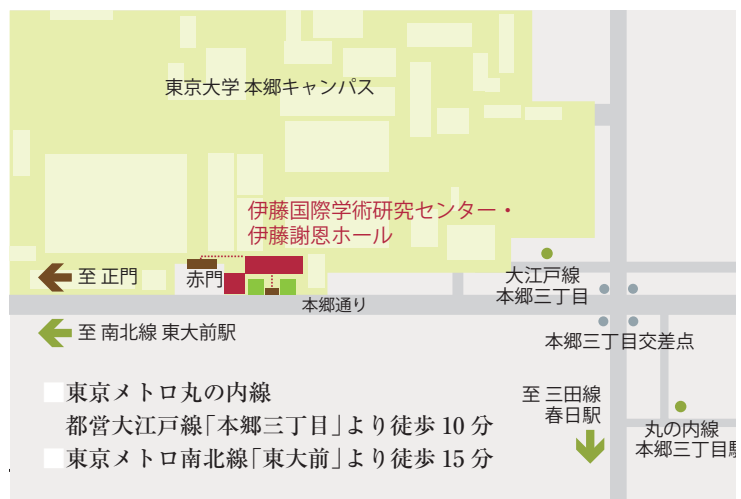 東京大学 本郷キャンパス
伊藤国際学術研究センター・
伊藤謝恩ホール
至 正門
赤門
大江戸線
本郷三丁目
本郷通り
至 南北線 東大前駅
本郷三丁目交差点
至 三田線
春日駅
丸の内線
本郷三丁目駅
東京メトロ丸の内線
都営大江戸線「本郷三丁目」より徒歩 10 分
東京メトロ南北線「東大前」より徒歩 15 分